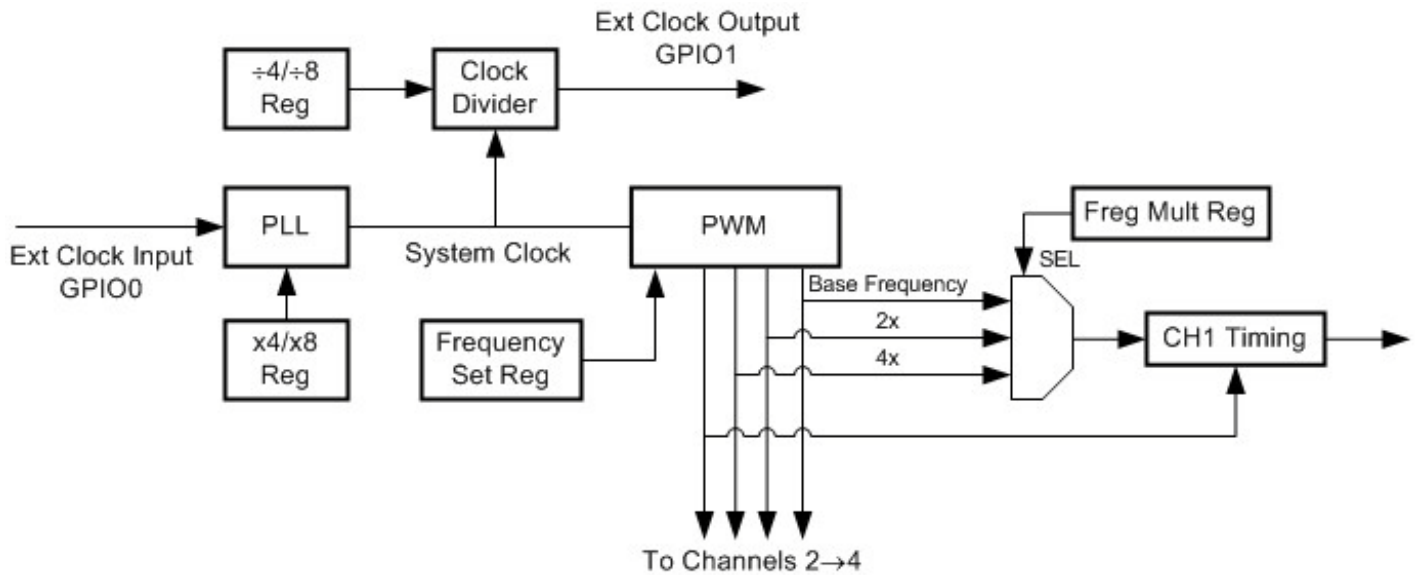 Ext Clock Output
GPIO1
÷4/÷8
Reg
Clock
Divider
PLL
PWM
Freg Mult Reg
Ext Clock Input
GPIO0
System Clock
SEL
Base Frequency
2x
4x
x4/x8
Reg
Frequency
Set Reg
CH1 Timing
To Channels 2→4